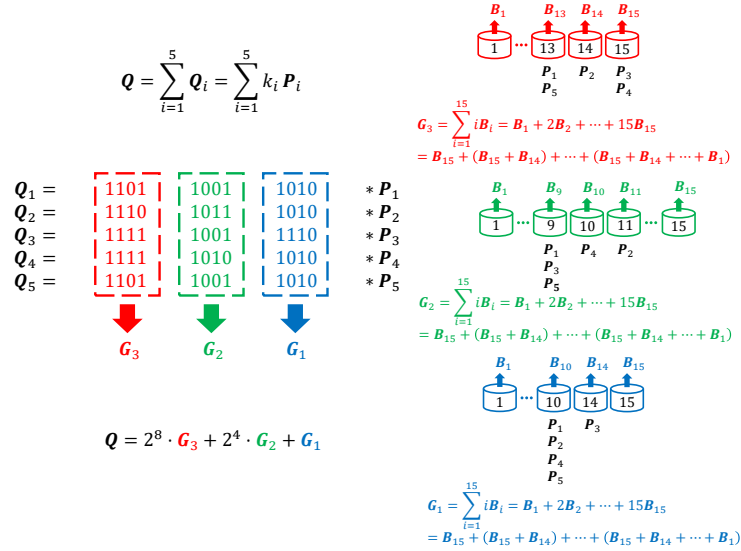 Q = ∑_{i=1}^{5} Q_i = ∑_{i=1}^{5} k_i P_i
Q_1 = 1101 1001 1010 * P_1
Q_2 = 1110 1011 1010 * P_2
Q_3 = 1111 1001 1110 * P_3
Q_4 = 1111 1010 1010 * P_4
Q_5 = 1101 1001 1010 * P_5
G_3 G_2 G_1
Q = 2^8 · G_3 + 2^4 · G_2 + G_1
B_1 B_13 B_14 B_15
1 ··· 13 14 15
P_1 P_2 P_3
P_5 P_4
G_3 = ∑_{i=1}^{15} iB_i = B_1 + 2B_2 + ··· + 15B_15
= B_15 + (B_15 + B_14) + ··· + (B_15 + B_14 + ··· + B_1)
B_1 B_9 B_10 B_11 B_15
1 ··· 9 10 11 ··· 15
P_1 P_4 P_2
P_3
P_5
G_2 = ∑_{i=1}^{15} iB_i = B_1 + 2B_2 + ··· + 15B_15
= B_15 + (B_15 + B_14) + ··· + (B_15 + B_14 + ··· + B_1)
B_1 B_10 B_14 B_15
1 ··· 10 14 15
P_1 P_3
P_2
P_4
P_5
G_1 = ∑_{i=1}^{15} iB_i = B_1 + 2B_2 + ··· + 15B_15
= B_15 + (B_15 + B_14) + ··· + (B_15 + B_14 + ··· + B_1)